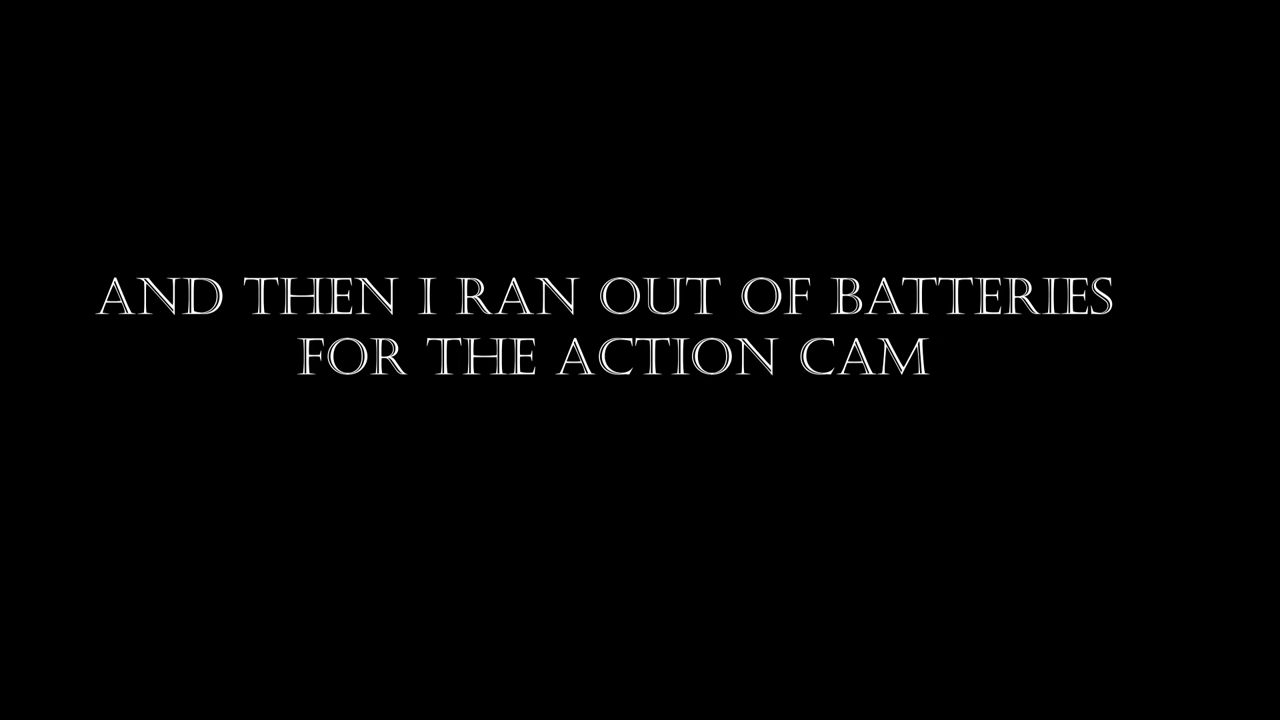 AND THEN I RAN OUT OF BATTERIES
FOR THE ACTION CAM